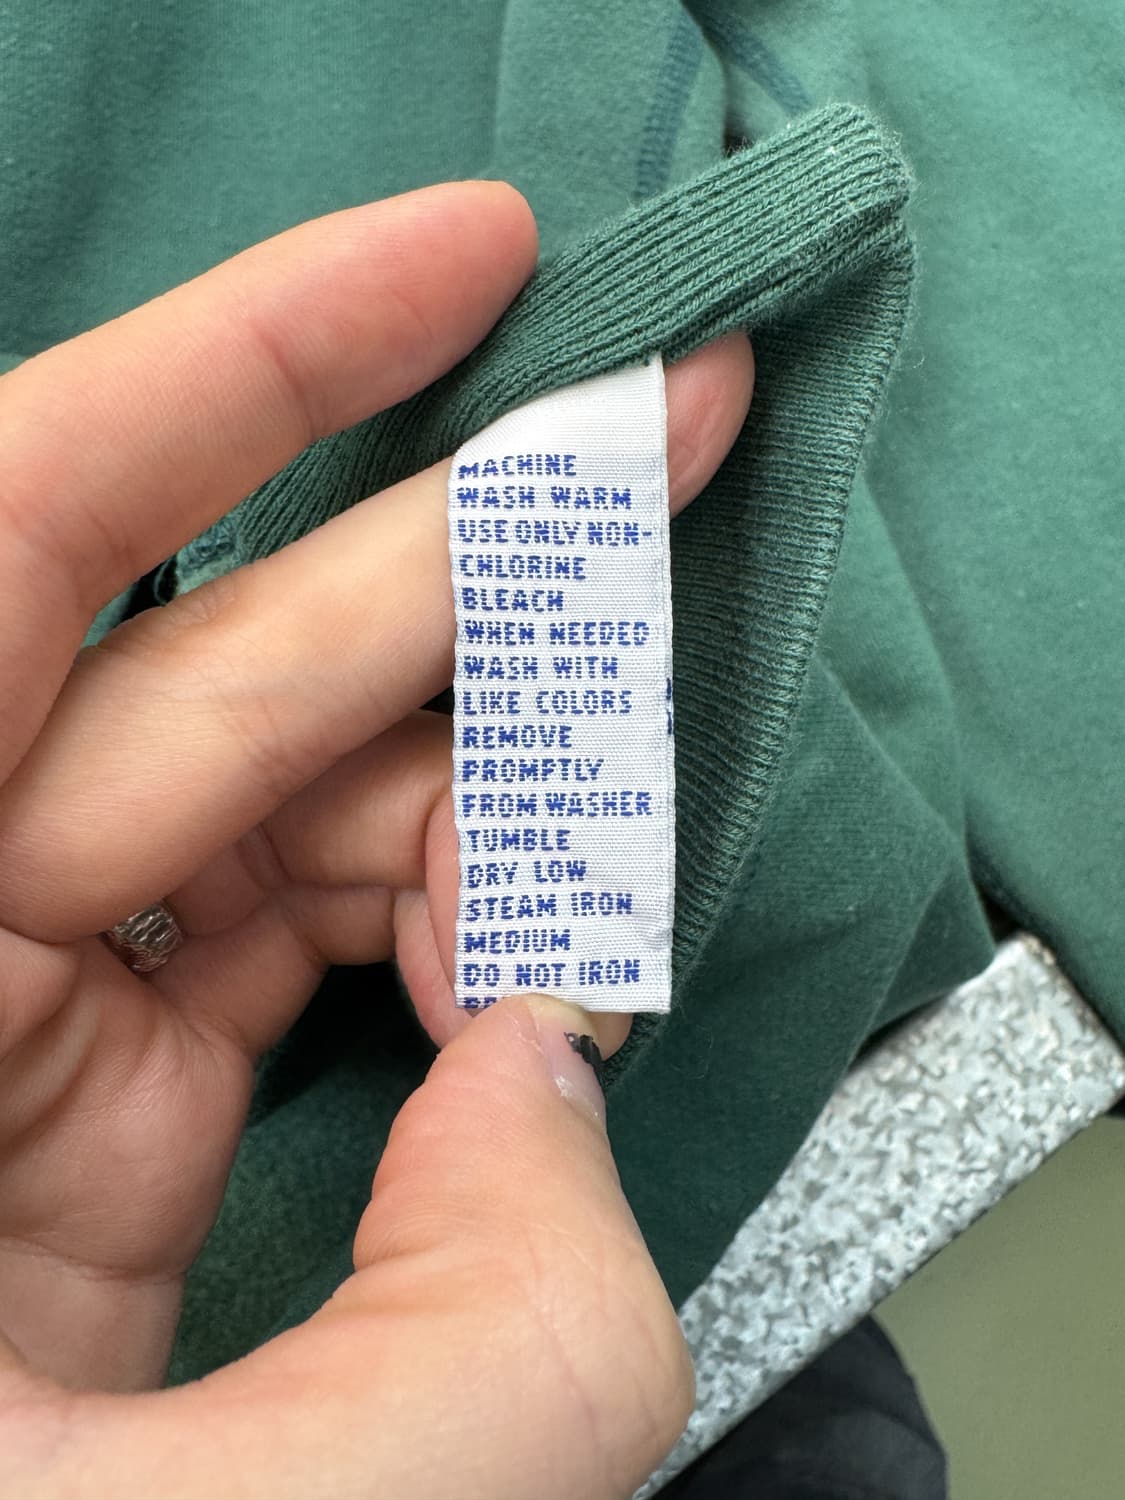 MACHINE
WASH WARM
USE ONLY NON-
CHLORINE
BLEACH
WHEN NEEDED
WASH WITH
LIKE COLORS
REMOVE
PROMPTLY
FROM WASHER
TUMBLE
DRY LOW
STEAM IRON
MEDIUM
DO NOT IRON